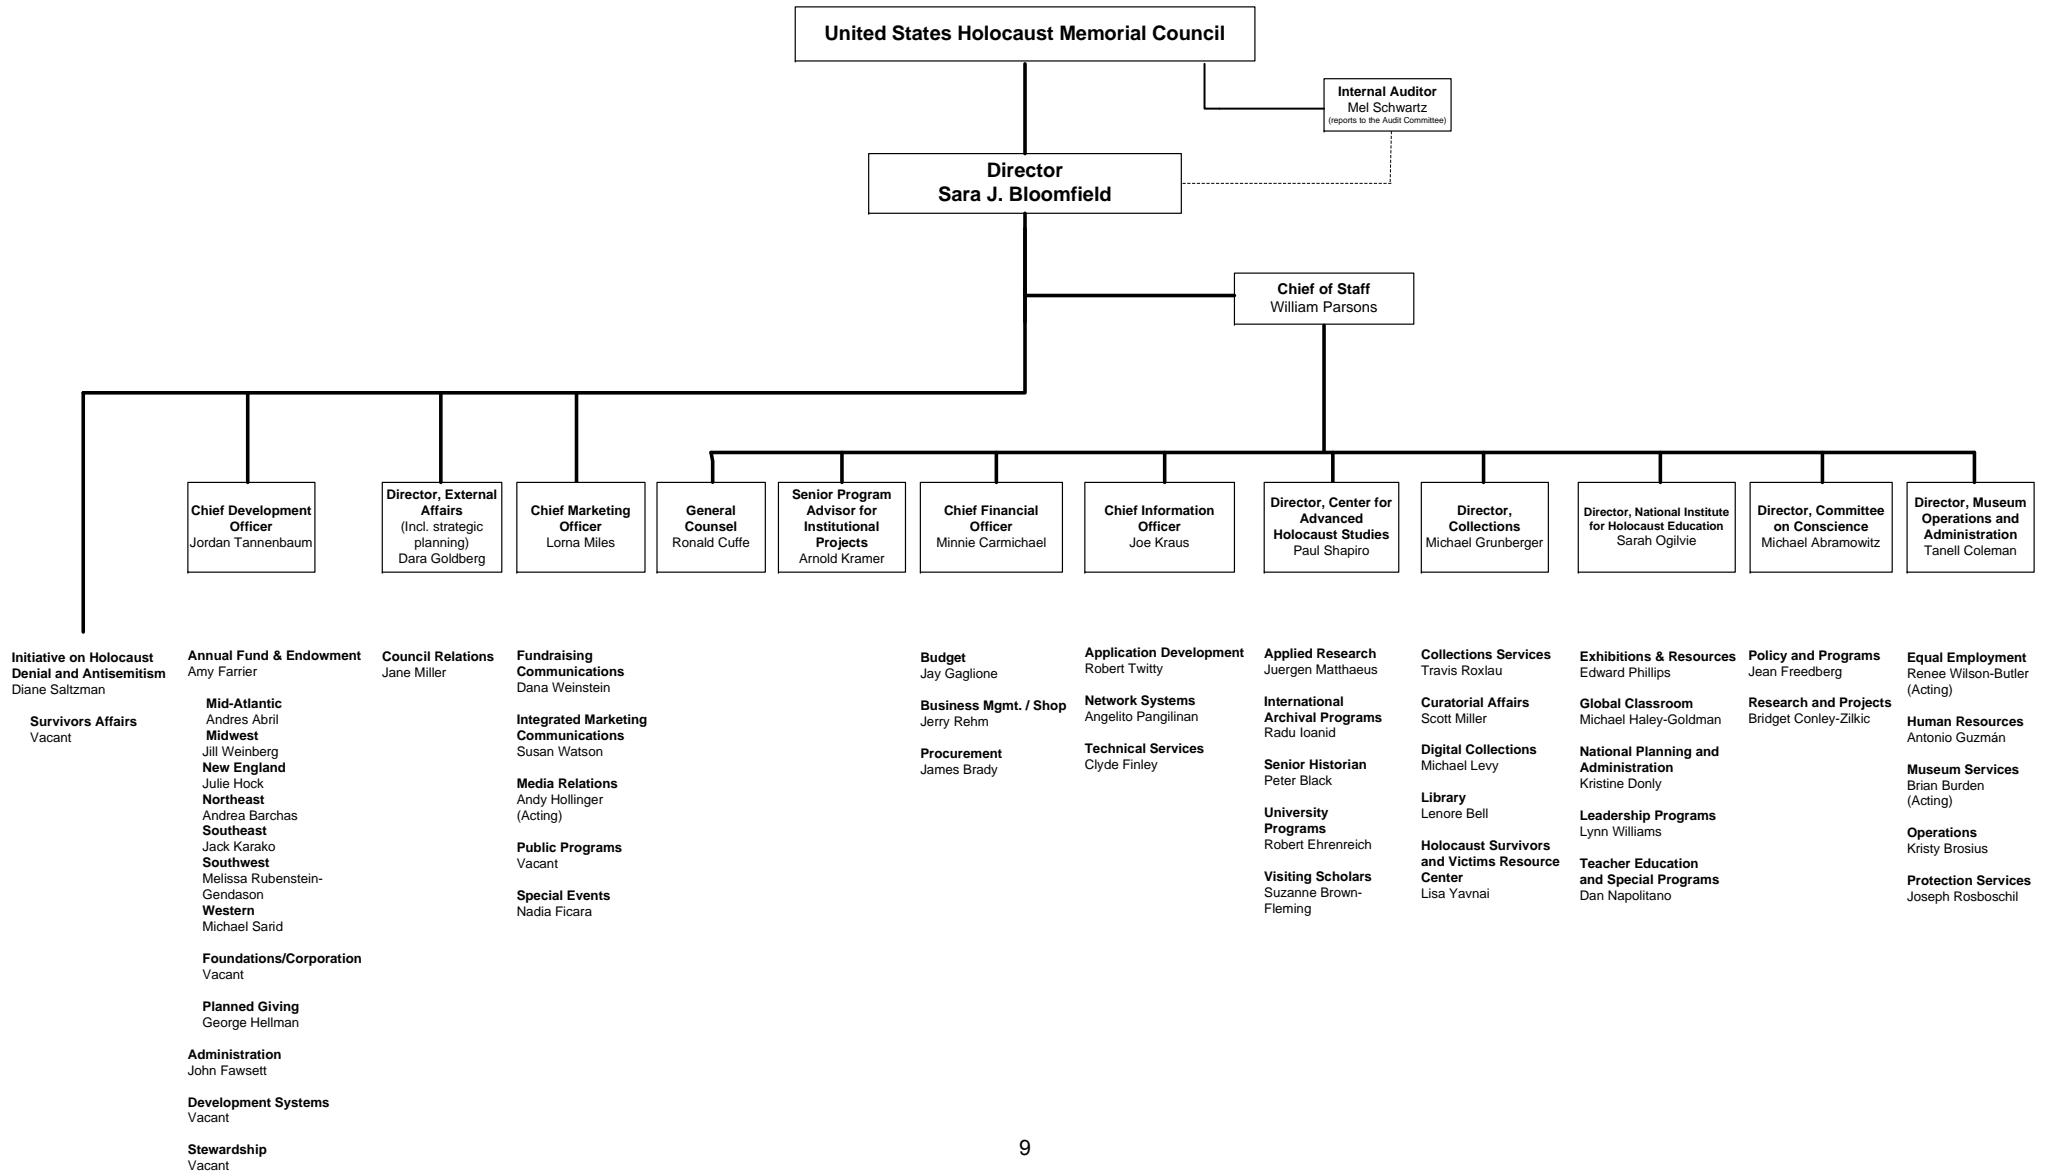 United States Holocaust Memorial Council
Internal Auditor
Mel Schwartz
(reports to the Audit Committee)
Director
Sara J. Bloomfield
Chief of Staff
William Parsons
Chief Development
Officer
Jordan Tannenbaum
Director, External
Affairs
(Incl. strategic
planning)
Dara Goldberg
Chief Marketing
Officer
Lorna Miles
General
Counsel
Ronald Cuffe
Senior Program
Advisor for
Institutional
Projects
Arnold Kramer
Chief Financial
Officer
Minnie Carmichael
Chief Information
Officer
Joe Kraus
Director, Center for
Advanced
Holocaust Studies
Paul Shapiro
Director,
Collections
Michael Grunberger
Director, National Institute
for Holocaust Education
Sarah Ogilvie
Director, Committee
on Conscience
Michael Abramowitz
Director, Museum
Operations and
Administration
Tanell Coleman
Initiative on Holocaust
Denial and Antisemitism
Diane Saltzman
Survivors Affairs
Vacant
Annual Fund & Endowment
Amy Farrier
Mid-Atlantic
Andres Abril
Midwest
Jill Weinberg
New England
Julie Hock
Northeast
Andrea Barchas
Southeast
Jack Karako
Southwest
Melissa Rubenstein-
Gendason
Western
Michael Sarid
Foundations/Corporation
Vacant
Planned Giving
George Hellman
Administration
John Fawsett
Development Systems
Vacant
Stewardship
Vacant
Council Relations
Jane Miller
Fundraising
Communications
Dana Weinstein
Integrated Marketing
Communications
Susan Watson
Media Relations
Andy Hollinger
(Acting)
Public Programs
Vacant
Special Events
Nadia Ficara
Budget
Jay Gaglione
Business Mgmt. / Shop
Jerry Rehm
Procurement
James Brady
Application Development
Robert Twitty
Network Systems
Angelito Pangilinan
Technical Services
Clyde Finley
Applied Research
Juergen Matthaeus
International
Archival Programs
Radu Ioanid
Senior Historian
Peter Black
University
Programs
Robert Ehrenreich
Visiting Scholars
Suzanne Brown-
Fleming
Collections Services
Travis Roxlau
Curatorial Affairs
Scott Miller
Digital Collections
Michael Levy
Library
Lenore Bell
Holocaust Survivors
and Victims Resource
Center
Lisa Yavnai
Exhibitions & Resources
Edward Phillips
Global Classroom
Michael Haley-Goldman
National Planning and
Administration
Kristine Donly
Leadership Programs
Lynn Williams
Teacher Education
and Special Programs
Dan Napolitano
Policy and Programs
Jean Freedberg
Research and Projects
Bridget Conley-Zilkic
Equal Employment
Renee Wilson-Butler
(Acting)
Human Resources
Antonio Guzmán
Museum Services
Brian Burden
(Acting)
Operations
Kristy Brosius
Protection Services
Joseph Rosboschil
9